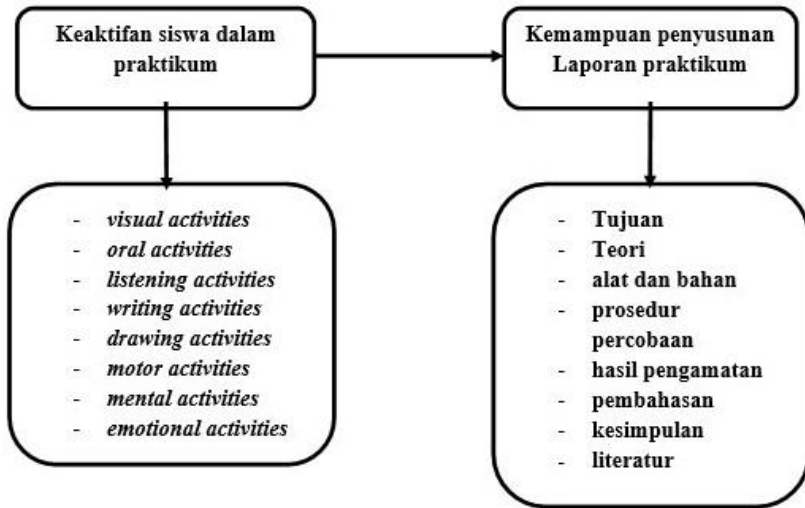 Keaktifan siswa dalam
praktikum
Kemampuan penyusunan
Laporan praktikum
- visual activities
- oral activities
- listening activities
- writing activities
- drawing activities
- motor activities
- mental activities
- emotional activities
- Tujuan
- Teori
- alat dan bahan
- prosedur
percobaan
- hasil pengamatan
- pembahasan
- kesimpulan
- literatur